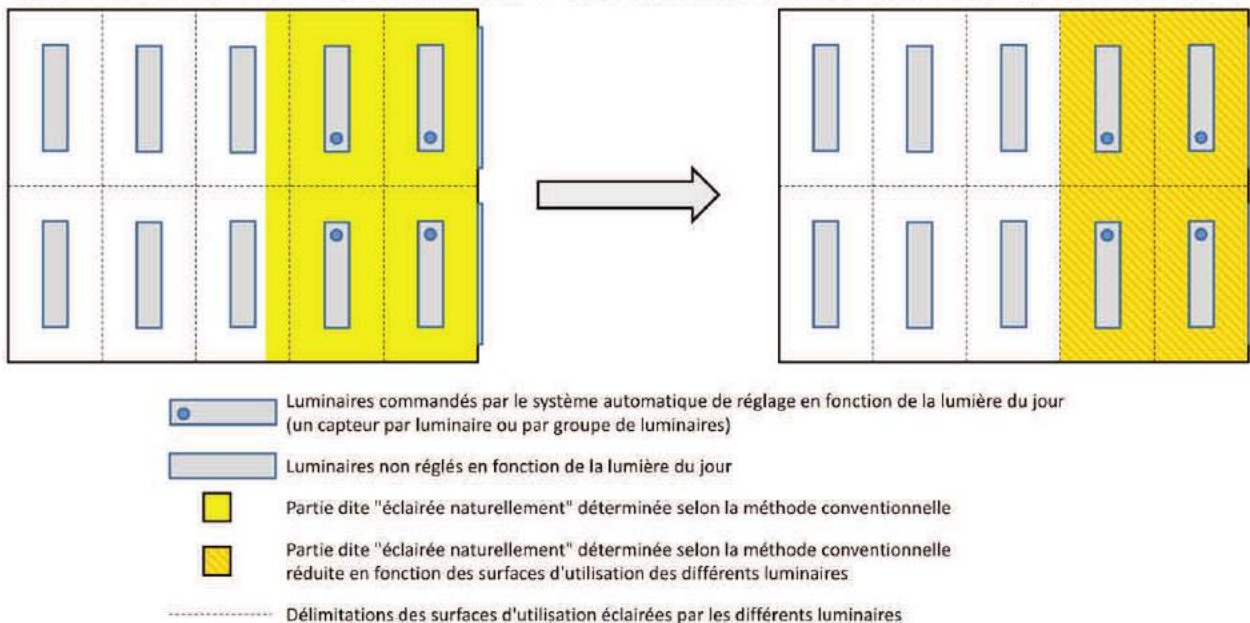 Luminaires commandés par le système automatique de réglage en fonction de la lumière du jour
(un capteur par luminaire ou par groupe de luminaires)
Luminaires non réglés en fonction de la lumière du jour
Partie dite "éclairée naturellement" déterminée selon la méthode conventionnelle
Partie dite "éclairée naturellement" déterminée selon la méthode conventionnelle
réduite en fonction des surfaces d'utilisation des différents luminaires
Délimitations des surfaces d'utilisation éclairées par les différents luminaires